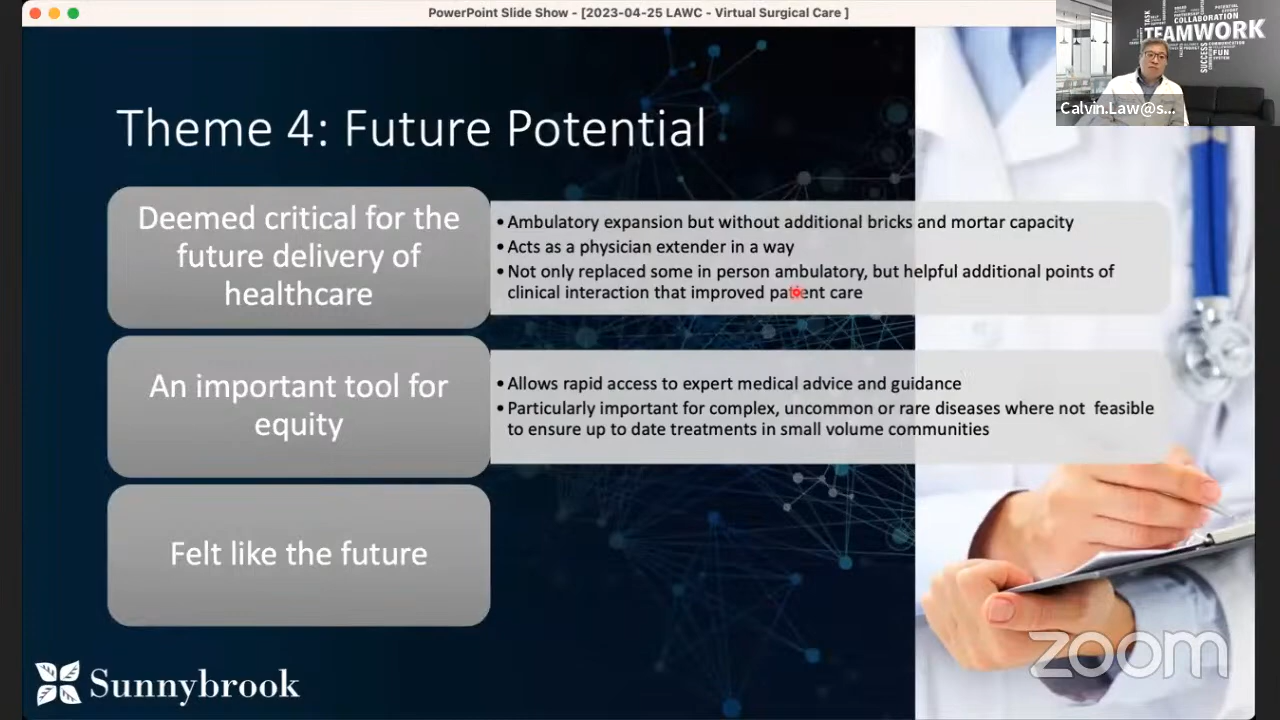 PowerPoint Slide Show - [2023-04-25 LAWC - Virtual Surgical Care ]
TEAMWORK
COLLABORATION
SUCCESS
FUN
TASK
Calvin.Law@s...
Theme 4: Future Potential
Deemed critical for the
future delivery of
healthcare
• Ambulatory expansion but without additional bricks and mortar capacity
• Acts as a physician extender in a way
• Not only replaced some in person ambulatory, but helpful additional points of
clinical interaction that improved patient care
An important tool for
equity
• Allows rapid access to expert medical advice and guidance
• Particularly important for complex, uncommon or rare diseases where not  feasible
to ensure up to date treatments in small volume communities
Felt like the future
Sunnybrook
zoom